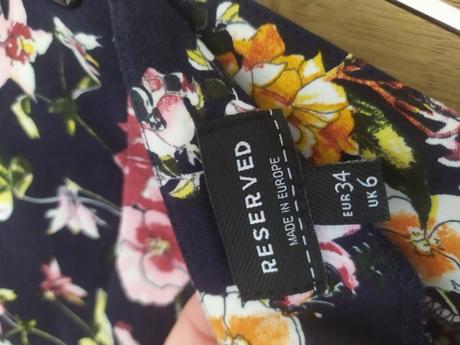 RESERVED
MADE IN EUROPE
EUR 34
UK 6